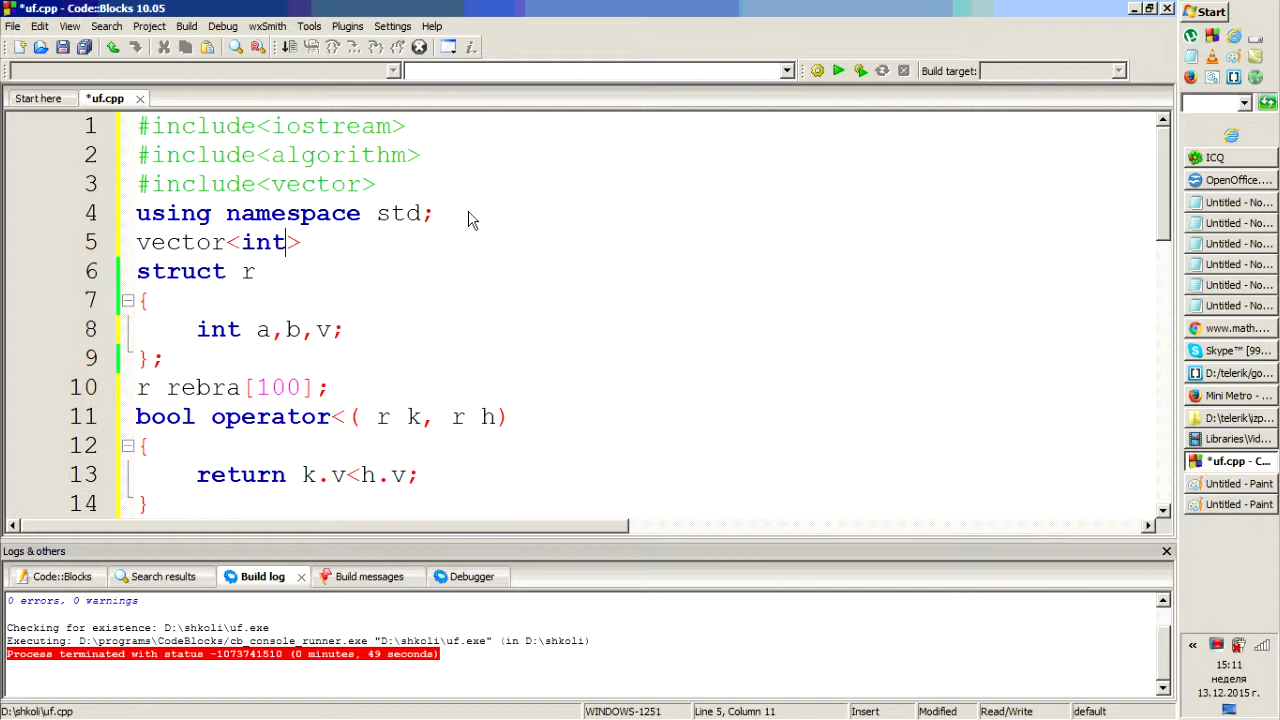 *uf.cpp - Code::Blocks 10.05
Start
File Edit View Search Project Build Debug wxSmith Tools Plugins Settings Help
Build target:
Start here *uf.cpp
1 #include<iostream>
2 #include<algorithm>
3 #include<vector>
4 using namespace std;
5 vector<int>
6 struct r
7 {
8 int a,b,v;
9 };
10 r rebra[100];
11 bool operator<( r k, r h)
12 {
13 return k.v<h.v;
14 }
Logs & others
Code::Blocks Search results Build log Build messages Debugger
0 errors, 0 warnings
Checking for existence: D:\shkoli\uf.exe
Executing: D:\programs\CodeBlocks/cb_console_runner.exe "D:\shkoli\uf.exe" (in D:\shkoli)
Process terminated with status -1073741510 (0 minutes, 49 seconds)
D:\shkoli\uf.cpp WINDOWS-1251 Line 5, Column 11 Insert Modified Read/Write default
ICQ
OpenOffice....
Untitled - No...
Untitled - No...
Untitled - No...
Untitled - No...
Untitled - No...
Untitled - No...
www.math....
Skype™ [99...
D:/telerik/go...
Mini Metro - ...
D:\telerik\izp...
Libraries\Vid...
*uf.cpp - C...
Untitled - Paint
Untitled - Paint
15:11
неделя
13.12.2015 г.